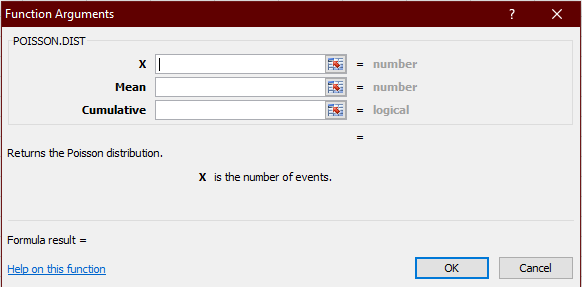 Function Arguments ? ×
POISSON.DIST
X = number
Mean = number
Cumulative = logical
=
Returns the Poisson distribution.
X is the number of events.
Formula result =
Help on this function OK Cancel